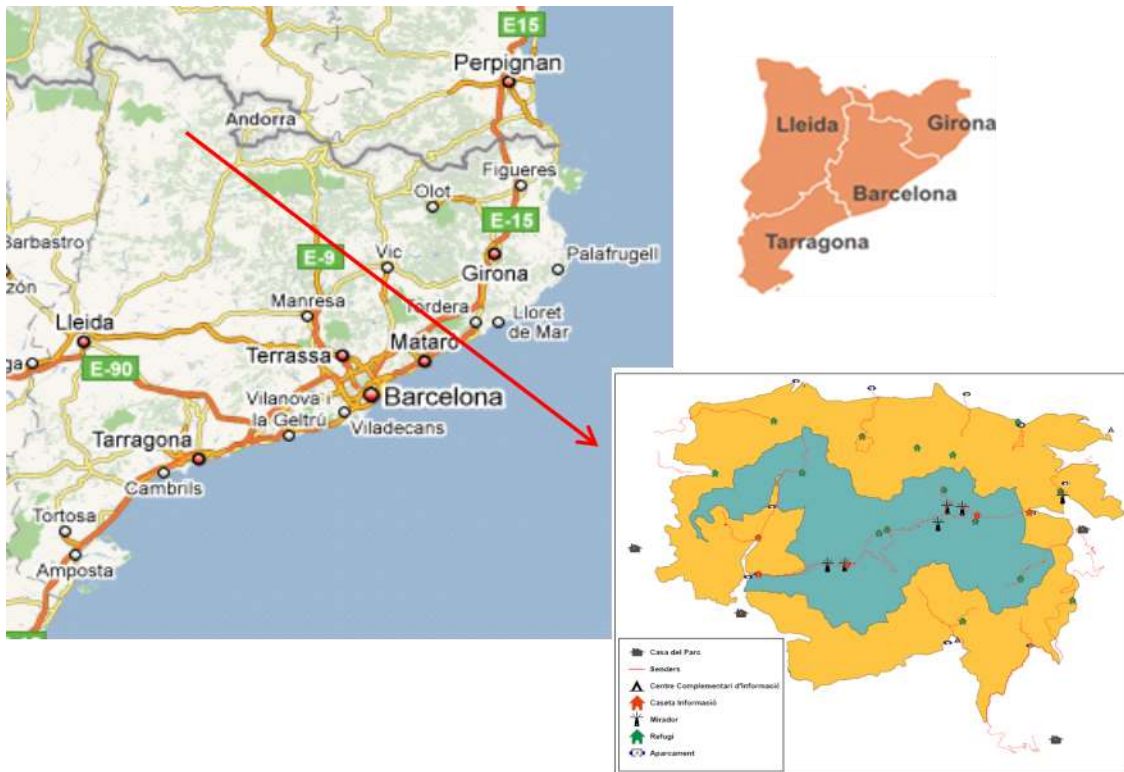 E15
Perpignan
Andorra
Figueres
Olot
E-15
Barbastro
E-9
Vic
Girona
Palafrugell
zón
Manresa
Tordera
Lloret
de Mar
Lleida
Mataró
ga
Terrassa
E-90
Barcelona
Vilanova i
la Geltrú
Viladecans
Tarragona
Cambrils
Tortosa
Amposta
Lleida
Girona
Barcelona
Tarragona
Casa del Parc
Senders
Centre Complementari d'Informació
Caseta Informació
Mirador
Refugi
Aparcament